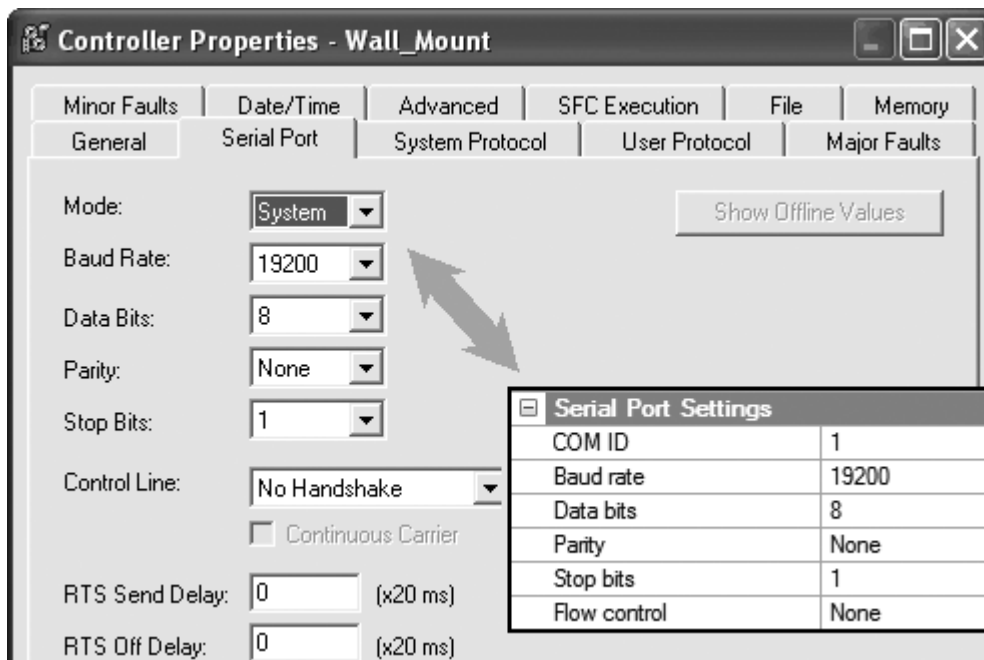 Controller Properties - Wall_Mount
Minor Faults Date/Time Advanced SFC Execution File Memory
General Serial Port System Protocol User Protocol Major Faults
Mode: System Show Offline Values
Baud Rate: 19200
Data Bits: 8
Parity: None
Stop Bits: 1
Control Line: No Handshake
Continuous Carrier
RTS Send Delay: 0 (x20 ms)
RTS Off Delay: 0 (x20 ms)
Serial Port Settings
COM ID 1
Baud rate 19200
Data bits 8
Parity None
Stop bits 1
Flow control None